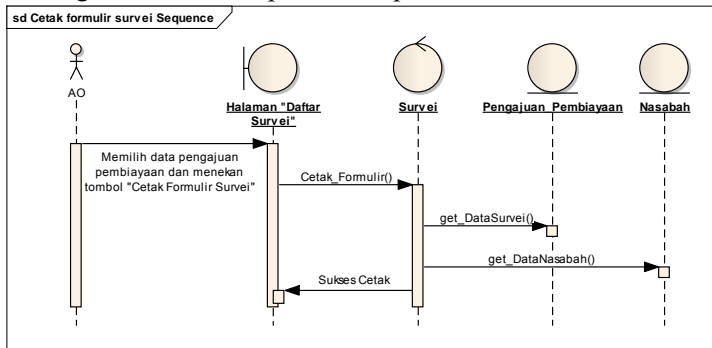 sd Cetak formulir survei Sequence
AO
Halaman "Daftar
Survei"
Survei
Pengajuan_Pembiayaan
Nasabah
Memilih data pengajuan
pembiayaan dan menekan
tombol "Cetak Formulir Survei"
Cetak_Formulir()
get_DataSurvei()
get_DataNasabah()
Sukses Cetak